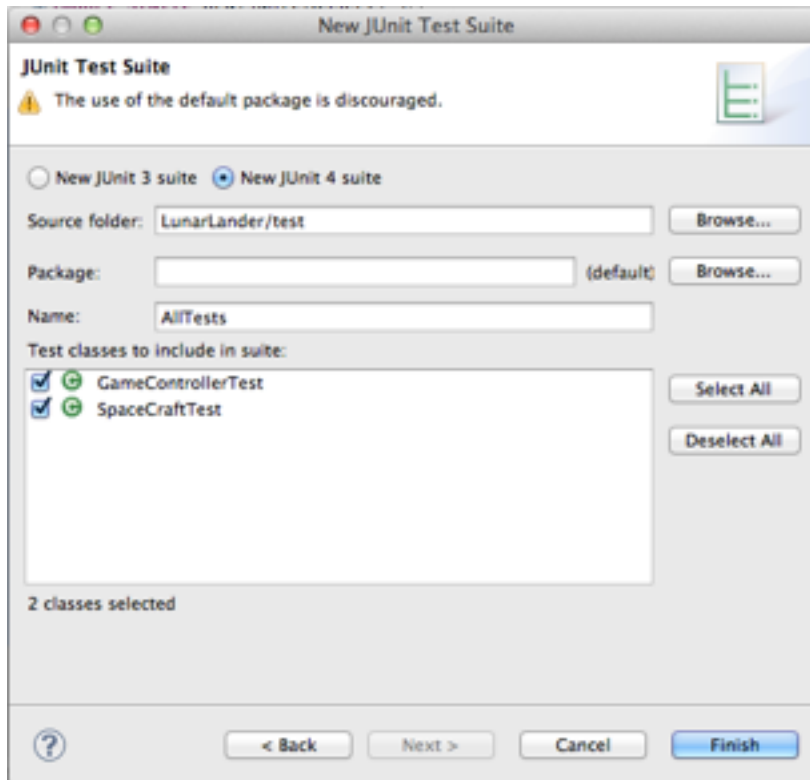 New JUnit Test Suite
JUnit Test Suite
The use of the default package is discouraged.
New JUnit 3 suite New JUnit 4 suite
Source folder: LunarLander/test Browse...
Package: (default) Browse...
Name: AllTests
Test classes to include in suite:
GameControllerTest
SpaceCraftTest
Select All
Deselect All
2 classes selected
? < Back Next > Cancel Finish